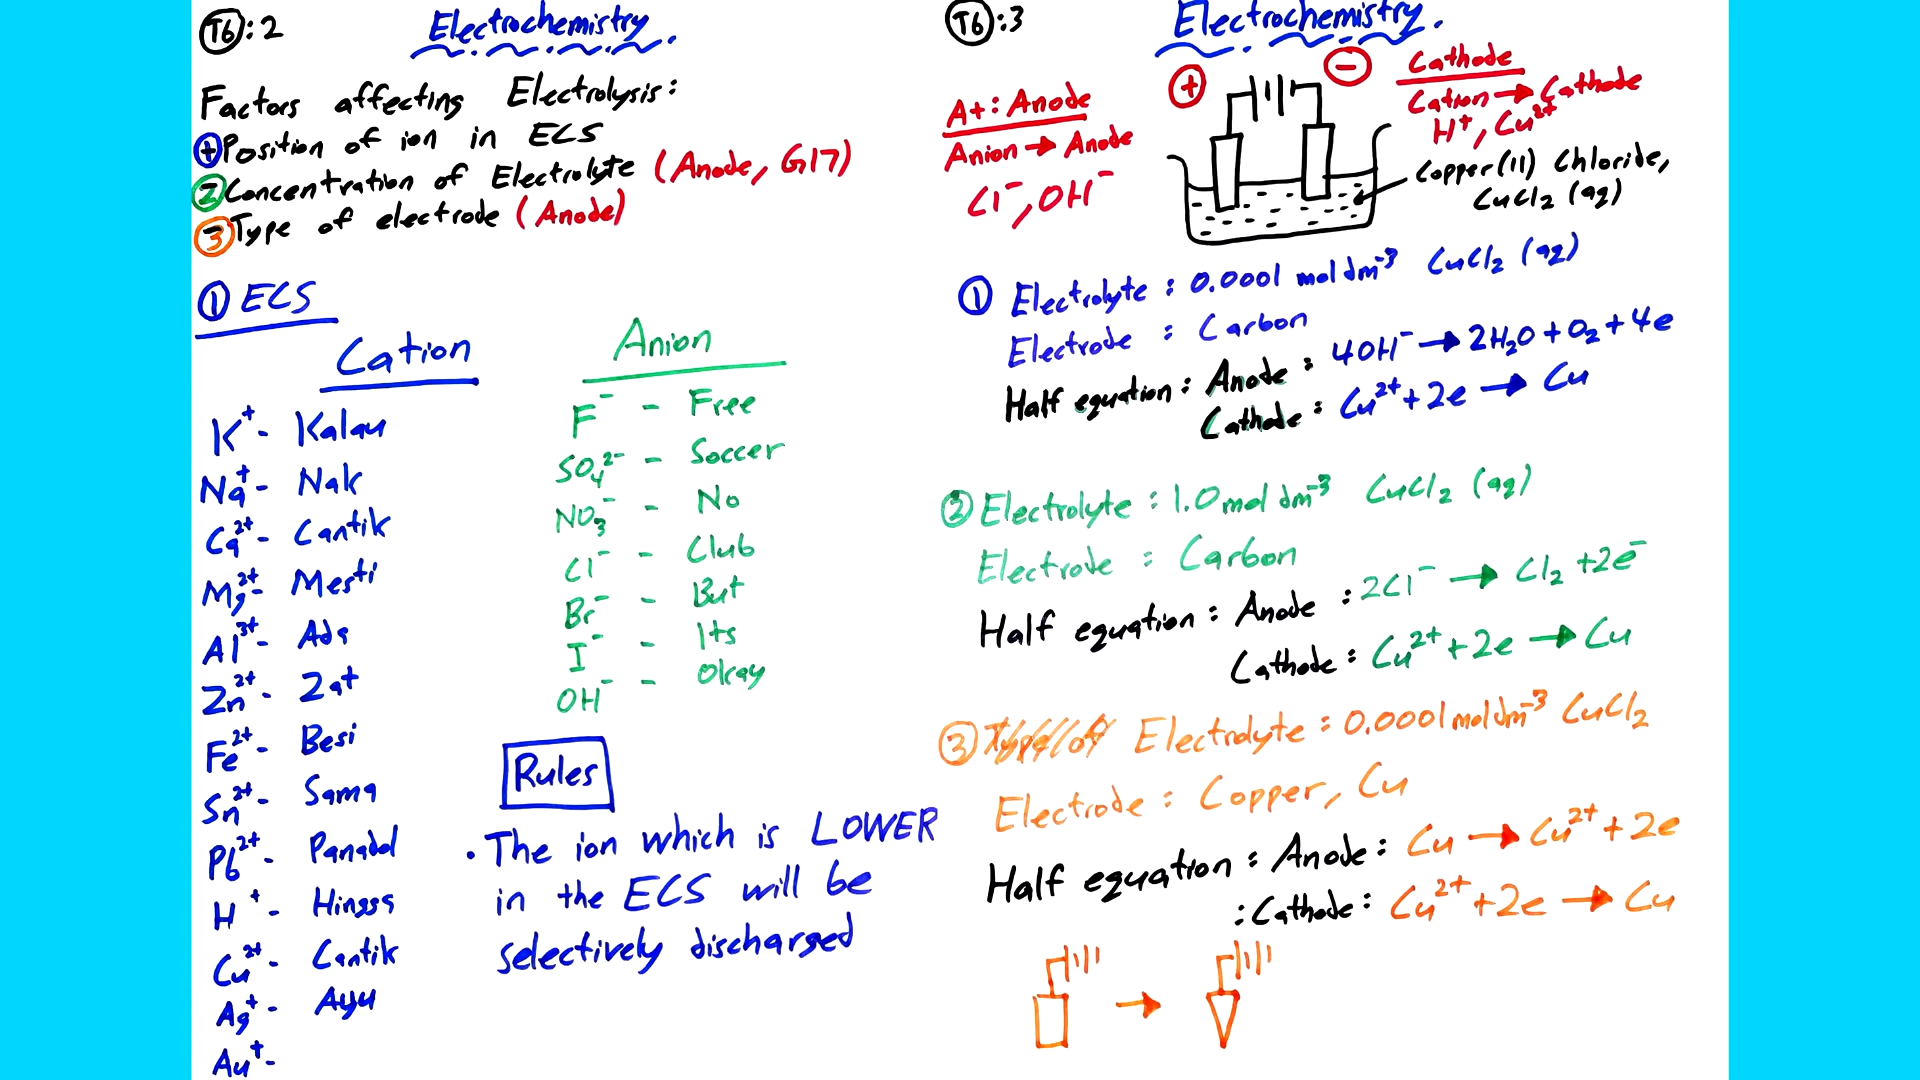 T6:2 Electrochemistry.
Factors affecting Electrolysis:
① Position of ion in ECS
② Concentration of Electrolyte (Anode, G17)
③ Type of electrode (Anode)
① ECS
Cation
K⁺ - Kalau
Na⁺ - Nak
Ca²⁺ - Cantik
Mg²⁺ - Mesti
Al³⁺ - Ada
Zn²⁺ - Zat
Fe²⁺ - Besi
Sn²⁺ - Sama
Pb²⁺ - Panadol
H⁺ - Hingga
Cu²⁺ - Cantik
Ag⁺ - Ayu
Au⁺ -
Anion
F⁻ - Free
SO₄²⁻ - Soccer
NO₃⁻ - No
Cl⁻ - Club
Br⁻ - But
I⁻ - Its
OH⁻ - Okay
Rules
• The ion which is LOWER
in the ECS will be
selectively discharged
T6:3 Electrochemistry.
A+: Anode
Anion → Anode
Cl⁻, OH⁻
+
−
Cathode
Cation → Cathode
H⁺, Cu²⁺
Copper(II) Chloride,
CuCl₂ (aq)
① Electrolyte : 0.0001 mol dm⁻³ CuCl₂ (aq)
Electrode : Carbon
Half equation : Anode : 4OH⁻ → 2H₂O + O₂ + 4e
Cathode : Cu²⁺ + 2e → Cu
② Electrolyte : 1.0 mol dm⁻³ CuCl₂ (aq)
Electrode : Carbon
Half equation : Anode : 2Cl⁻ → Cl₂ + 2e⁻
Cathode : Cu²⁺ + 2e → Cu
③ Type of Electrolyte : 0.0001 mol dm⁻³ CuCl₂
Electrode : Copper, Cu
Half equation : Anode : Cu → Cu²⁺ + 2e
: Cathode : Cu²⁺ + 2e → Cu